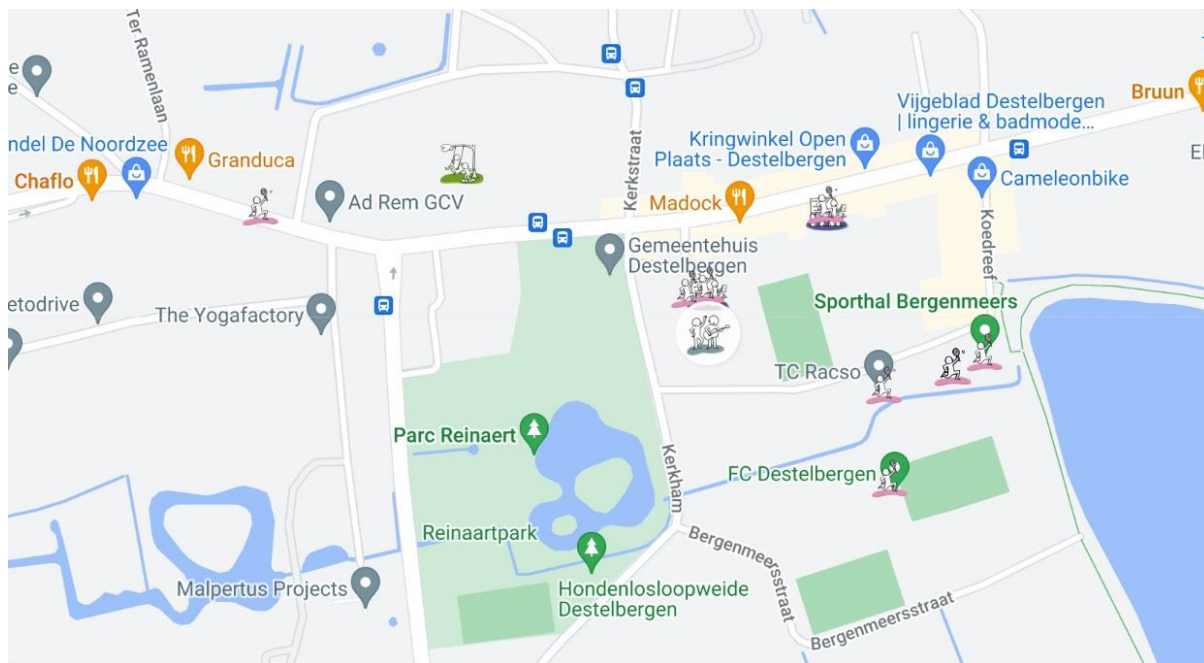 Ter Ramenlaan
e
e
ndel De Noordzee
Granduca
Chaflo
Ad Rem GCV
Kerkstraat
Kringwinkel Open
Plaats - Destelbergen
Vijgeblad Destelbergen
| lingerie & badmode...
Bruun
El
Madock
Cameleonbike
Koedreef
Gemeentehuis
Destelbergen
Sporthal Bergenmeers
etodrive
The Yogafactory
TC Racso
Parc Reinaert
Kerkham
FC Destelbergen
Reinaartpark
Bergenmeersstraat
Malpertus Projects
Hondenlosloopweide
Destelbergen
Bergenmeersstraat